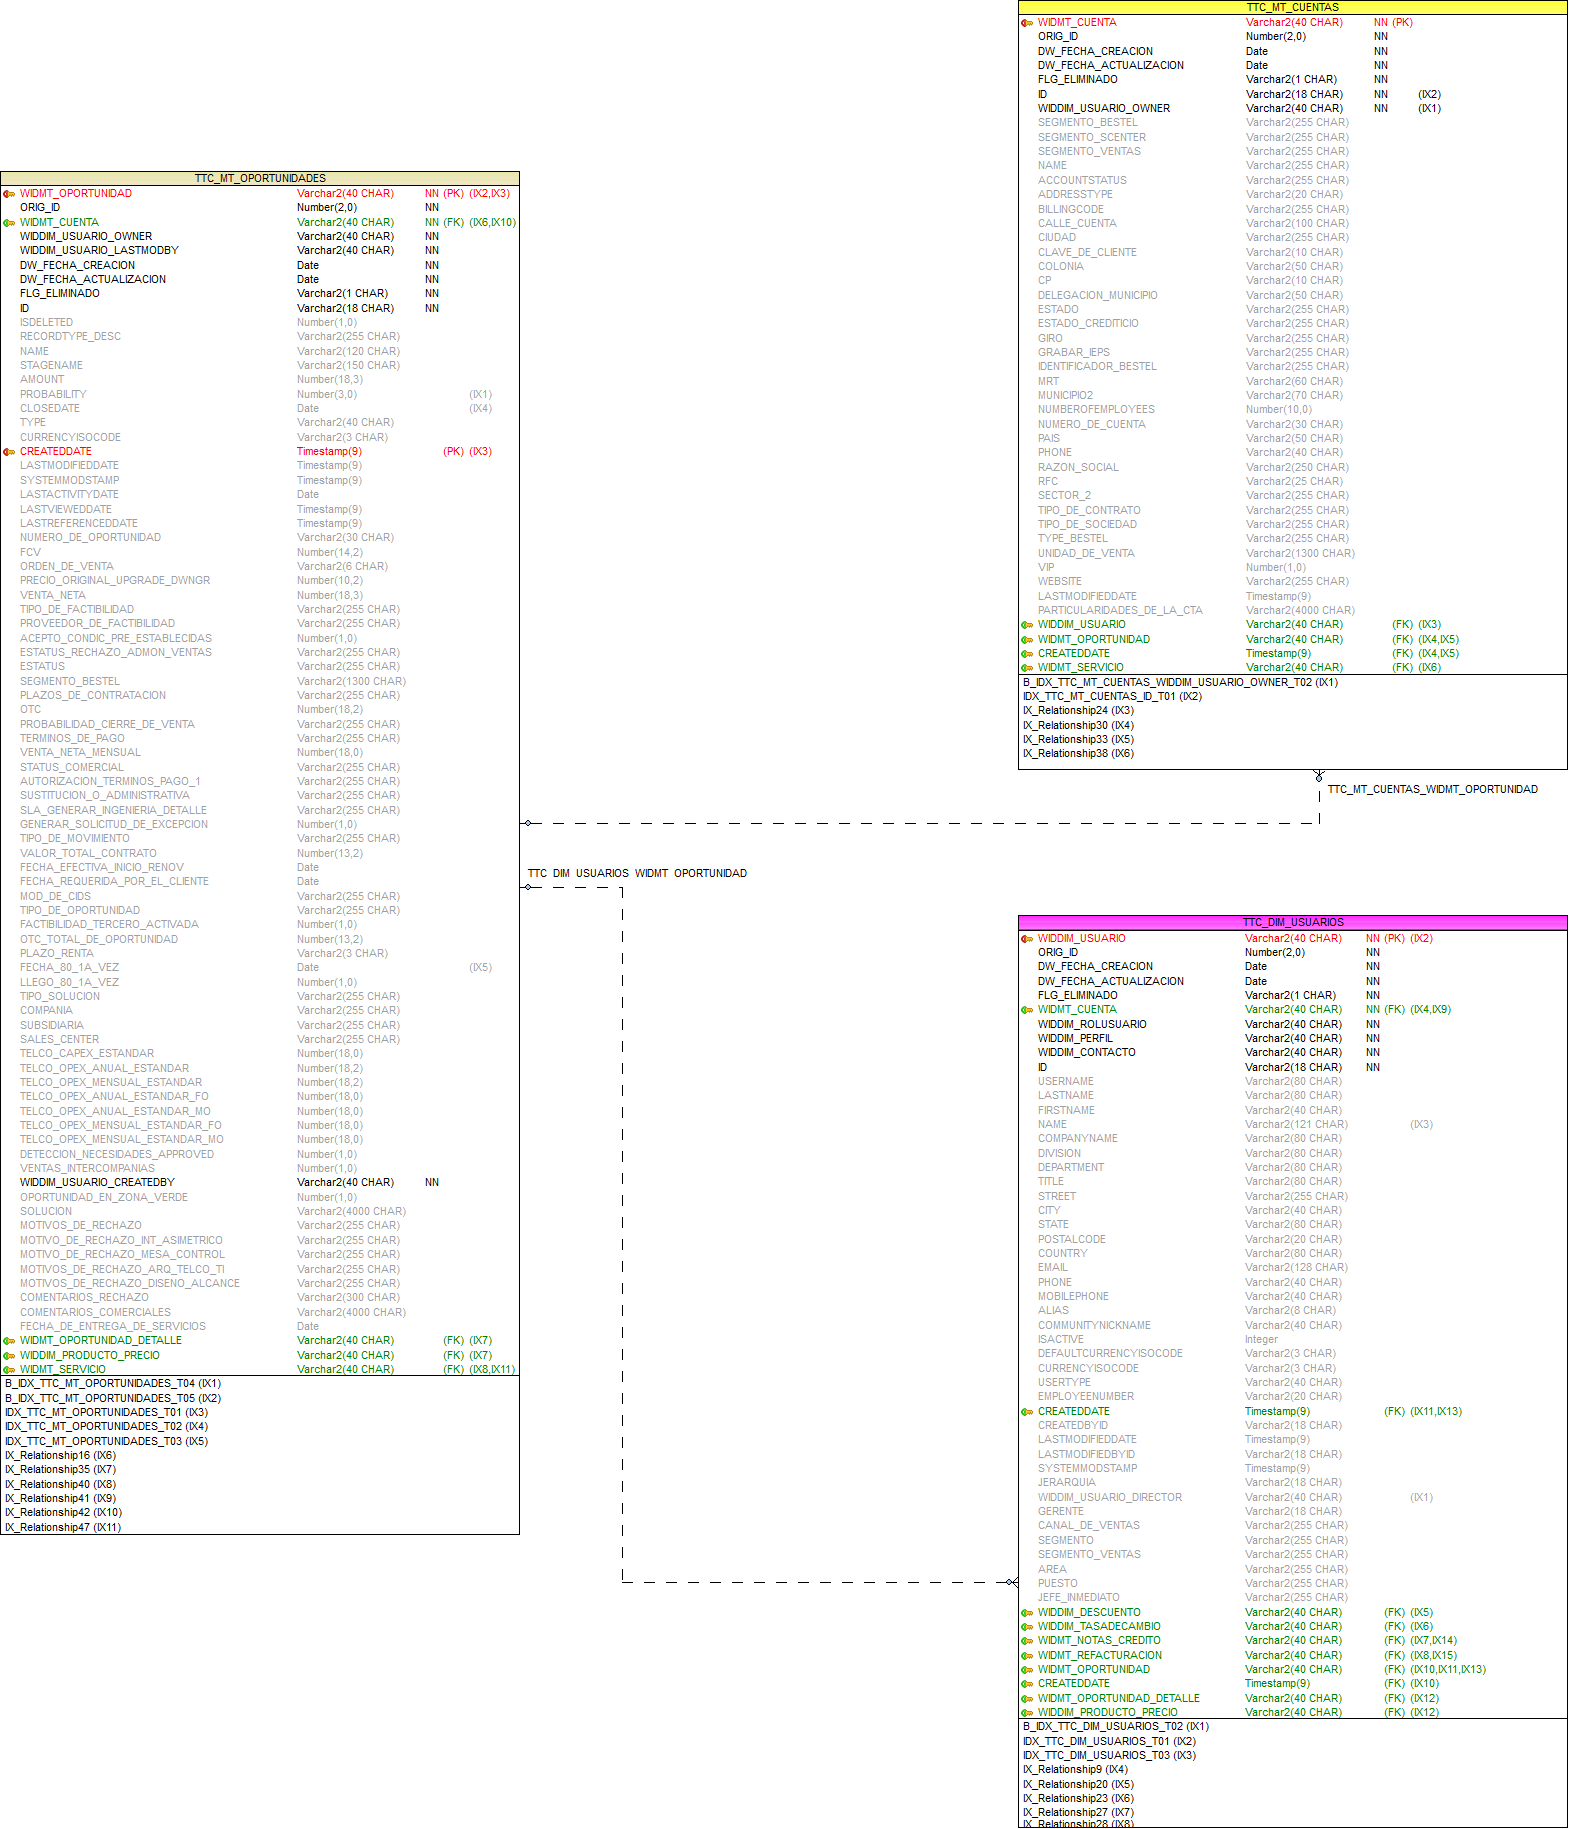 TTC_MT_CUENTAS
WIDMT_CUENTA Varchar2(40 CHAR) NN (PK)
ORIG_ID Number(2,0) NN
DW_FECHA_CREACION Date NN
DW_FECHA_ACTUALIZACION Date NN
FLG_ELIMINADO Varchar2(1 CHAR) NN
ID Varchar2(18 CHAR) NN (IX2)
WIDDIM_USUARIO_OWNER Varchar2(40 CHAR) NN (IX1)
SEGMENTO_BESTEL Varchar2(255 CHAR)
SEGMENTO_SCENTER Varchar2(255 CHAR)
SEGMENTO_VENTAS Varchar2(255 CHAR)
NAME Varchar2(255 CHAR)
ACCOUNTSTATUS Varchar2(255 CHAR)
ADDRESSTYPE Varchar2(20 CHAR)
BILLINGCODE Varchar2(255 CHAR)
CALLE_CUENTA Varchar2(100 CHAR)
CIUDAD Varchar2(255 CHAR)
CLAVE_DE_CLIENTE Varchar2(10 CHAR)
COLONIA Varchar2(50 CHAR)
CP Varchar2(10 CHAR)
DELEGACION_MUNICIPIO Varchar2(50 CHAR)
ESTADO Varchar2(255 CHAR)
ESTADO_CREDITICIO Varchar2(255 CHAR)
GIRO Varchar2(255 CHAR)
GRABAR_IEPS Varchar2(255 CHAR)
IDENTIFICADOR_BESTEL Varchar2(255 CHAR)
MRT Varchar2(60 CHAR)
MUNICIPIO2 Varchar2(70 CHAR)
NUMBEROFEMPLOYEES Number(10,0)
NUMERO_DE_CUENTA Varchar2(30 CHAR)
PAIS Varchar2(50 CHAR)
PHONE Varchar2(40 CHAR)
RAZON_SOCIAL Varchar2(250 CHAR)
RFC Varchar2(25 CHAR)
SECTOR_2 Varchar2(255 CHAR)
TIPO_DE_CONTRATO Varchar2(255 CHAR)
TIPO_DE_SOCIEDAD Varchar2(255 CHAR)
TYPE_BESTEL Varchar2(255 CHAR)
UNIDAD_DE_VENTA Varchar2(1300 CHAR)
VIP Number(1,0)
WEBSITE Varchar2(255 CHAR)
LASTMODIFIEDDATE Timestamp(9)
PARTICULARIDADES_DE_LA_CTA Varchar2(4000 CHAR)
WIDDIM_USUARIO Varchar2(40 CHAR) (FK) (IX3)
WIDMT_OPORTUNIDAD Varchar2(40 CHAR) (FK) (IX4,IX5)
CREATEDDATE Timestamp(9) (FK) (IX4,IX5)
WIDMT_SERVICIO Varchar2(40 CHAR) (FK) (IX6)
B_IDX_TTC_MT_CUENTAS_WIDDIM_USUARIO_OWNER_T02 (IX1)
IDX_TTC_MT_CUENTAS_ID_T01 (IX2)
IX_Relationship24 (IX3)
IX_Relationship30 (IX4)
IX_Relationship33 (IX5)
IX_Relationship38 (IX6)
TTC_MT_CUENTAS_WIDMT_OPORTUNIDAD
TTC_MT_OPORTUNIDADES
WIDMT_OPORTUNIDAD Varchar2(40 CHAR) NN (PK) (IX2,IX3)
ORIG_ID Number(2,0) NN
WIDMT_CUENTA Varchar2(40 CHAR) NN (FK) (IX6,IX10)
WIDDIM_USUARIO_OWNER Varchar2(40 CHAR) NN
WIDDIM_USUARIO_LASTMODBY Varchar2(40 CHAR) NN
DW_FECHA_CREACION Date NN
DW_FECHA_ACTUALIZACION Date NN
FLG_ELIMINADO Varchar2(1 CHAR) NN
ID Varchar2(18 CHAR) NN
ISDELETED Number(1,0)
RECORDTYPE_DESC Varchar2(255 CHAR)
NAME Varchar2(120 CHAR)
STAGENAME Varchar2(150 CHAR)
AMOUNT Number(18,3)
PROBABILITY Number(3,0) (IX1)
CLOSEDATE Date (IX4)
TYPE Varchar2(40 CHAR)
CURRENCYISOCODE Varchar2(3 CHAR)
CREATEDDATE Timestamp(9) (PK) (IX3)
LASTMODIFIEDDATE Timestamp(9)
SYSTEMMODSTAMP Timestamp(9)
LASTACTIVITYDATE Date
LASTVIEWEDDATE Timestamp(9)
LASTREFERENCEDDATE Timestamp(9)
NUMERO_DE_OPORTUNIDAD Varchar2(30 CHAR)
FCV Number(14,2)
ORDEN_DE_VENTA Varchar2(6 CHAR)
PRECIO_ORIGINAL_UPGRADE_DWNGR Number(10,2)
VENTA_NETA Number(18,3)
TIPO_DE_FACTIBILIDAD Varchar2(255 CHAR)
PROVEEDOR_DE_FACTIBILIDAD Varchar2(255 CHAR)
ACEPTO_CONDIC_PRE_ESTABLECIDAS Number(1,0)
ESTATUS_RECHAZO_ADMON_VENTAS Varchar2(255 CHAR)
ESTATUS Varchar2(255 CHAR)
SEGMENTO_BESTEL Varchar2(1300 CHAR)
PLAZOS_DE_CONTRATACION Varchar2(255 CHAR)
OTC Number(18,2)
PROBABILIDAD_CIERRE_DE_VENTA Varchar2(255 CHAR)
TERMINOS_DE_PAGO Varchar2(255 CHAR)
VENTA_NETA_MENSUAL Number(18,0)
STATUS_COMERCIAL Varchar2(255 CHAR)
AUTORIZACION_TERMINOS_PAGO_1 Varchar2(255 CHAR)
SUSTITUCION_O_ADMINISTRATIVA Varchar2(255 CHAR)
SLA_GENERAR_INGENIERIA_DETALLE Varchar2(255 CHAR)
GENERAR_SOLICITUD_DE_EXCEPCION Number(1,0)
TIPO_DE_MOVIMIENTO Varchar2(255 CHAR)
VALOR_TOTAL_CONTRATO Number(13,2)
FECHA_EFECTIVA_INICIO_RENOV Date
FECHA_REQUERIDA_POR_EL_CLIENTE Date
MOD_DE_CIDS Varchar2(255 CHAR)
TIPO_DE_OPORTUNIDAD Varchar2(255 CHAR)
FACTIBILIDAD_TERCERO_ACTIVADA Number(1,0)
OTC_TOTAL_DE_OPORTUNIDAD Number(13,2)
PLAZO_RENTA Varchar2(3 CHAR)
FECHA_80_1A_VEZ Date (IX5)
LLEGO_80_1A_VEZ Number(1,0)
TIPO_SOLUCION Varchar2(255 CHAR)
COMPANIA Varchar2(255 CHAR)
SUBSIDIARIA Varchar2(255 CHAR)
SALES_CENTER Varchar2(255 CHAR)
TELCO_CAPEX_ESTANDAR Number(18,0)
TELCO_OPEX_ANUAL_ESTANDAR Number(18,2)
TELCO_OPEX_MENSUAL_ESTANDAR Number(18,2)
TELCO_OPEX_ANUAL_ESTANDAR_FO Number(18,0)
TELCO_OPEX_ANUAL_ESTANDAR_MO Number(18,0)
TELCO_OPEX_MENSUAL_ESTANDAR_FO Number(18,0)
TELCO_OPEX_MENSUAL_ESTANDAR_MO Number(18,0)
DETECCION_NECESIDADES_APPROVED Number(1,0)
VENTAS_INTERCOMPANIAS Number(1,0)
WIDDIM_USUARIO_CREATEDBY Varchar2(40 CHAR) NN
OPORTUNIDAD_EN_ZONA_VERDE Number(1,0)
SOLUCION Varchar2(4000 CHAR)
MOTIVOS_DE_RECHAZO Varchar2(255 CHAR)
MOTIVO_DE_RECHAZO_INT_ASIMETRICO Varchar2(255 CHAR)
MOTIVO_DE_RECHAZO_MESA_CONTROL Varchar2(255 CHAR)
MOTIVOS_DE_RECHAZO_ARQ_TELCO_TI Varchar2(255 CHAR)
MOTIVOS_DE_RECHAZO_DISENO_ALCANCE Varchar2(255 CHAR)
COMENTARIOS_RECHAZO Varchar2(300 CHAR)
COMENTARIOS_COMERCIALES Varchar2(4000 CHAR)
FECHA_DE_ENTREGA_DE_SERVICIOS Date
WIDMT_OPORTUNIDAD_DETALLE Varchar2(40 CHAR) (FK) (IX7)
WIDDIM_PRODUCTO_PRECIO Varchar2(40 CHAR) (FK) (IX7)
WIDMT_SERVICIO Varchar2(40 CHAR) (FK) (IX8,IX11)
B_IDX_TTC_MT_OPORTUNIDADES_T04 (IX1)
B_IDX_TTC_MT_OPORTUNIDADES_T05 (IX2)
IDX_TTC_MT_OPORTUNIDADES_T01 (IX3)
IDX_TTC_MT_OPORTUNIDADES_T02 (IX4)
IDX_TTC_MT_OPORTUNIDADES_T03 (IX5)
IX_Relationship16 (IX6)
IX_Relationship35 (IX7)
IX_Relationship40 (IX8)
IX_Relationship41 (IX9)
IX_Relationship42 (IX10)
IX_Relationship47 (IX11)
TTC_DIM_USUARIOS_WIDMT_OPORTUNIDAD
TTC_DIM_USUARIOS
WIDDIM_USUARIO Varchar2(40 CHAR) NN (PK) (IX2)
ORIG_ID Number(2,0) NN
DW_FECHA_CREACION Date NN
DW_FECHA_ACTUALIZACION Date NN
FLG_ELIMINADO Varchar2(1 CHAR) NN
WIDMT_CUENTA Varchar2(40 CHAR) NN (FK) (IX4,IX9)
WIDDIM_ROLUSUARIO Varchar2(40 CHAR) NN
WIDDIM_PERFIL Varchar2(40 CHAR) NN
WIDDIM_CONTACTO Varchar2(40 CHAR) NN
ID Varchar2(18 CHAR) NN
USERNAME Varchar2(80 CHAR)
LASTNAME Varchar2(80 CHAR)
FIRSTNAME Varchar2(40 CHAR)
NAME Varchar2(121 CHAR) (IX3)
COMPANYNAME Varchar2(80 CHAR)
DIVISION Varchar2(80 CHAR)
DEPARTMENT Varchar2(80 CHAR)
TITLE Varchar2(80 CHAR)
STREET Varchar2(255 CHAR)
CITY Varchar2(40 CHAR)
STATE Varchar2(80 CHAR)
POSTALCODE Varchar2(20 CHAR)
COUNTRY Varchar2(80 CHAR)
EMAIL Varchar2(128 CHAR)
PHONE Varchar2(40 CHAR)
MOBILEPHONE Varchar2(40 CHAR)
ALIAS Varchar2(8 CHAR)
COMMUNITYNICKNAME Varchar2(40 CHAR)
ISACTIVE Integer
DEFAULTCURRENCYISOCODE Varchar2(3 CHAR)
CURRENCYISOCODE Varchar2(3 CHAR)
USERTYPE Varchar2(40 CHAR)
EMPLOYEENUMBER Varchar2(20 CHAR)
CREATEDDATE Timestamp(9) (FK) (IX11,IX13)
CREATEDBYID Varchar2(18 CHAR)
LASTMODIFIEDDATE Timestamp(9)
LASTMODIFIEDBYID Varchar2(18 CHAR)
SYSTEMMODSTAMP Timestamp(9)
JERARQUIA Varchar2(18 CHAR)
WIDDIM_USUARIO_DIRECTOR Varchar2(40 CHAR) (IX1)
GERENTE Varchar2(18 CHAR)
CANAL_DE_VENTAS Varchar2(255 CHAR)
SEGMENTO Varchar2(255 CHAR)
SEGMENTO_VENTAS Varchar2(255 CHAR)
AREA Varchar2(255 CHAR)
PUESTO Varchar2(255 CHAR)
JEFE_INMEDIATO Varchar2(255 CHAR)
WIDDIM_DESCUENTO Varchar2(40 CHAR) (FK) (IX5)
WIDDIM_TASADECAMBIO Varchar2(40 CHAR) (FK) (IX6)
WIDMT_NOTAS_CREDITO Varchar2(40 CHAR) (FK) (IX7,IX14)
WIDMT_REFACTURACION Varchar2(40 CHAR) (FK) (IX8,IX15)
WIDMT_OPORTUNIDAD Varchar2(40 CHAR) (FK) (IX10,IX11,IX13)
CREATEDDATE Timestamp(9) (FK) (IX10)
WIDMT_OPORTUNIDAD_DETALLE Varchar2(40 CHAR) (FK) (IX12)
WIDDIM_PRODUCTO_PRECIO Varchar2(40 CHAR) (FK) (IX12)
B_IDX_TTC_DIM_USUARIOS_T02 (IX1)
IDX_TTC_DIM_USUARIOS_T01 (IX2)
IDX_TTC_DIM_USUARIOS_T03 (IX3)
IX_Relationship9 (IX4)
IX_Relationship20 (IX5)
IX_Relationship23 (IX6)
IX_Relationship27 (IX7)
IX_Relationship28 (IX8)